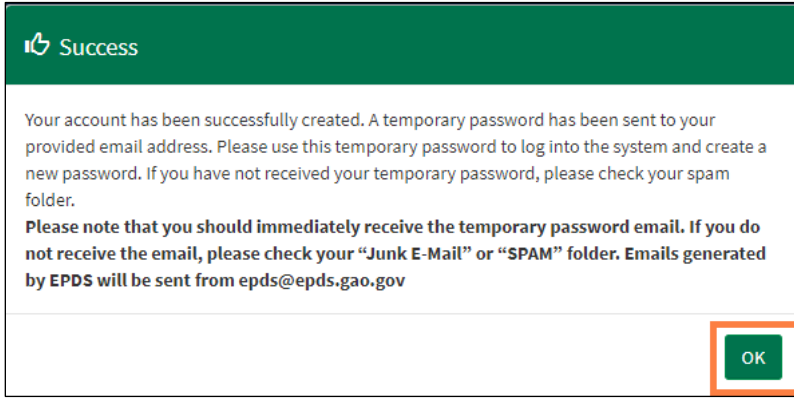 Success
Your account has been successfully created. A temporary password has been sent to your
provided email address. Please use this temporary password to log into the system and create a
new password. If you have not received your temporary password, please check your spam
folder.
Please note that you should immediately receive the temporary password email. If you do
not receive the email, please check your “Junk E-Mail” or “SPAM” folder. Emails generated
by EPDS will be sent from epds@epds.gao.gov
OK